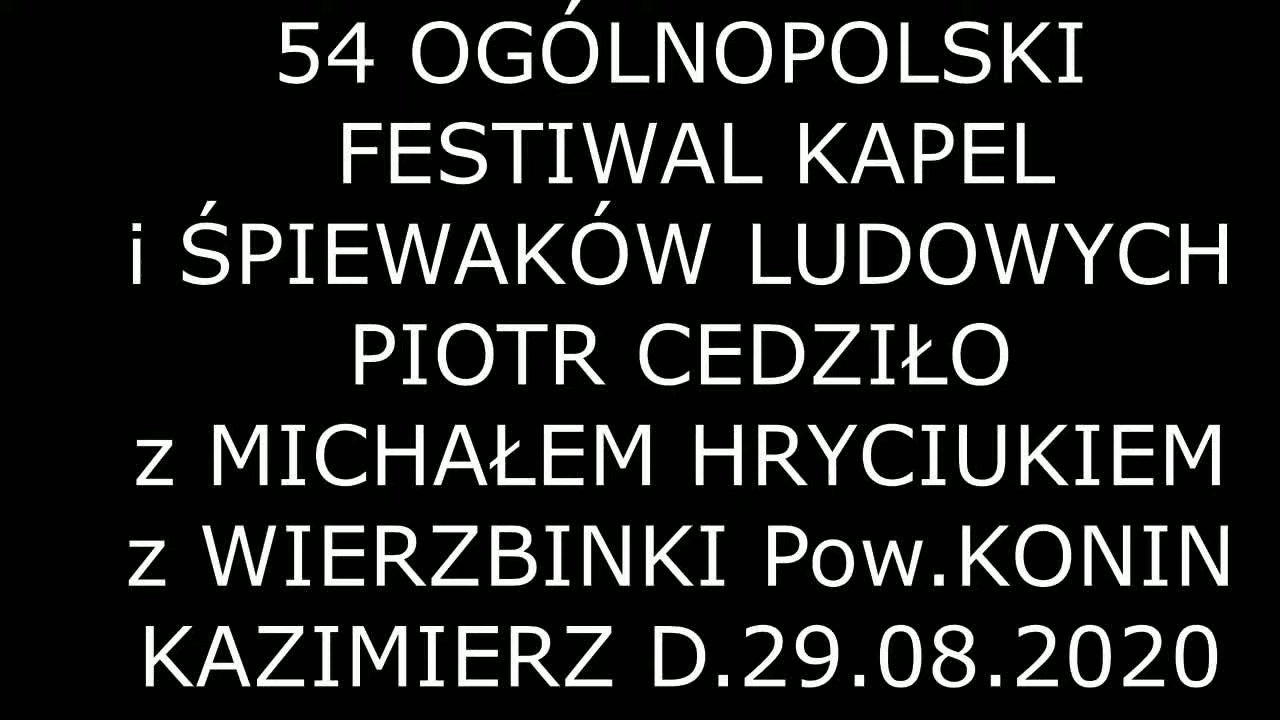 54 OGÓLNOPOLSKI
FESTIWAL KAPEL
i ŚPIEWAKÓW LUDOWYCH
PIOTR CEDZIŁO
z MICHAŁEM HRYCIUKIEM
z WIERZBINKI Pow.KONIN
KAZIMIERZ D.29.08.2020